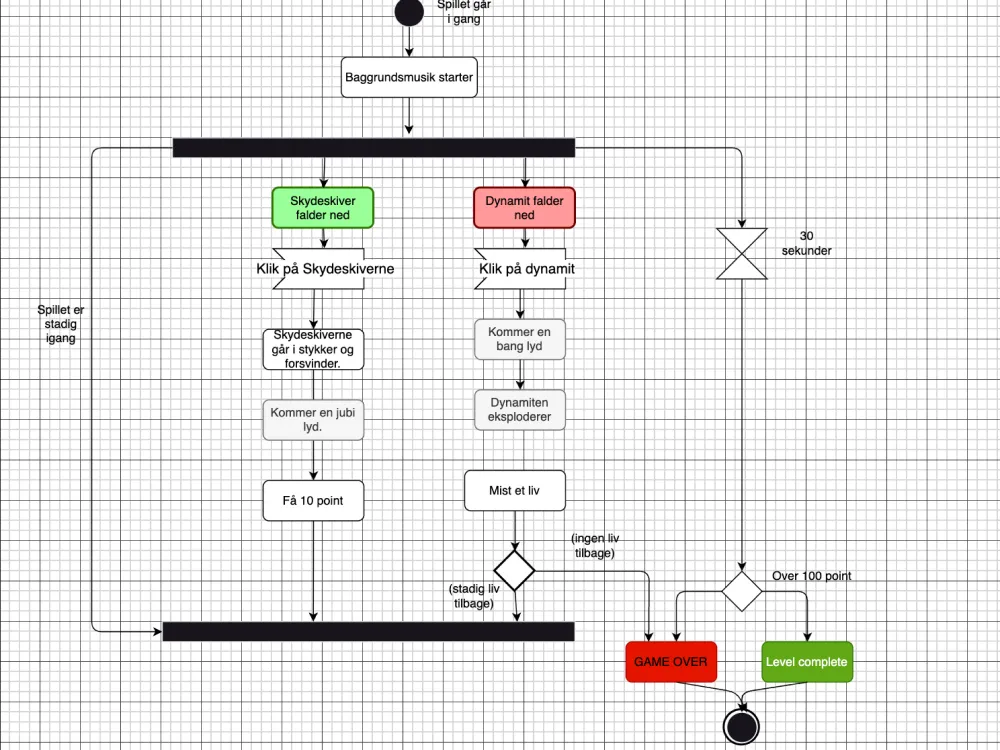 Spillet går
i gang
Baggrundsmusik starter
Skydeskiver
falder ned
Dynamit falder
ned
30
sekunder
Klik på Skydeskiverne
Klik på dynamit
Spillet er
stadig
igang
Skydeskiverne
går i stykker og
forsvinder.
Kommer en
bang lyd
Kommer en jubi
lyd.
Dynamiten
eksploderer
Få 10 point
Mist et liv
(ingen liv
tilbage)
(stadig liv
tilbage)
Over 100 point
GAME OVER
Level complete